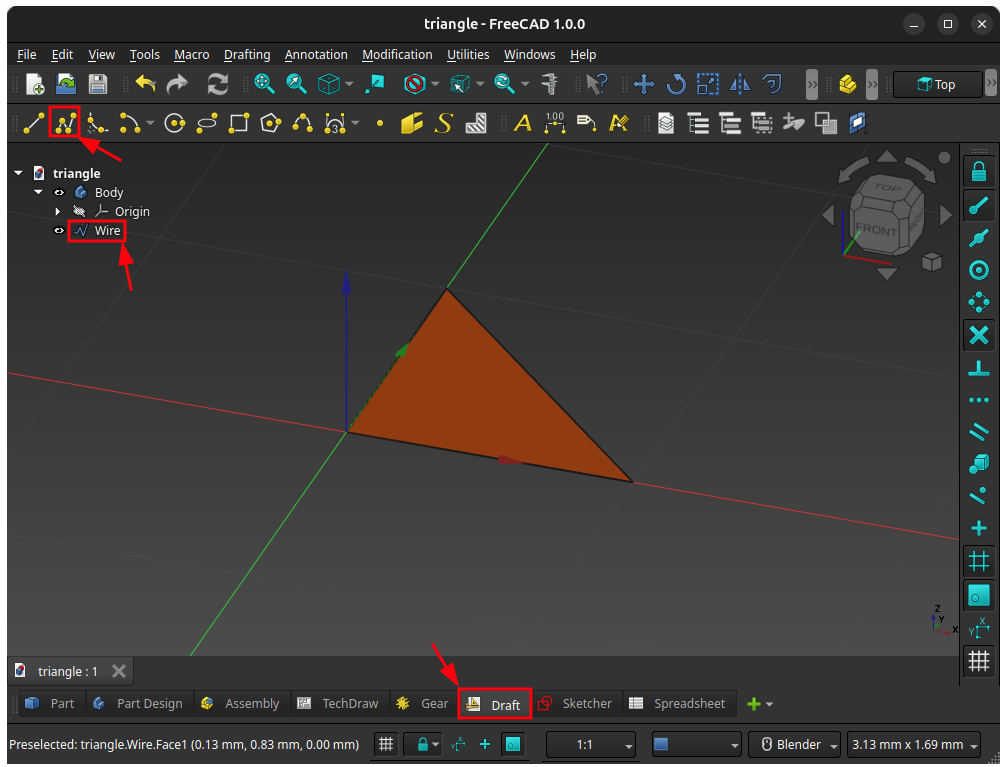 triangle - FreeCAD 1.0.0
File Edit View Tools Macro Drafting Annotation Modification Utilities Windows Help
Top
1.00
triangle
Body
Origin
Wire
TOP
FRONT
Z
Y
X
X
Y
triangle : 1
Part Part Design Assembly TechDraw Gear Draft Sketcher Spreadsheet
Preselected: triangle.Wire.Face1 (0.13 mm, 0.83 mm, 0.00 mm) 1:1 Blender 3.13 mm x 1.69 mm